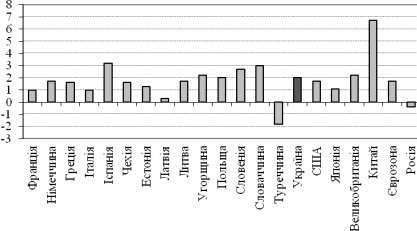 8
7
6
5
4
3
2
1
0
-1
-2
-3
Франція
Німеччина
Греція
Італія
Іспанія
Чехія
Естонія
Латвія
Литва
Угорщина
Польща
Словенія
Словаччина
Туреччина
Україна
США
Японія
Великобританія
Китай
Єврозона
Росія